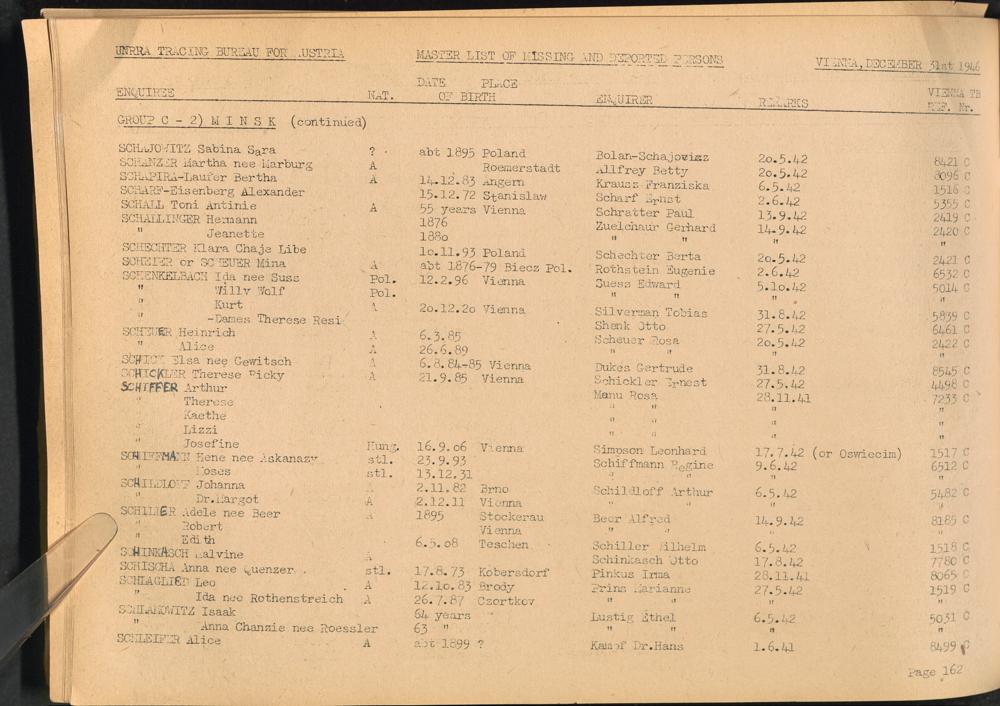 UNRRA TRACING BUREAU FOR AUSTRIA MASTER LIST OF MISSING AND DEPORTED PERSONS VIENNA, DECEMBER 31st 1946
ENQUIREE NAT. DATE PLACE OF BIRTH ENQUIRER REMARKS VIENNA TB REF. Nr.
GROUP C - 2) M I N S K (continued)
SCHAJOWITZ Sabina Sara ? abt 1895 Poland Bolan-Schajowicz 20.5.42 8421 C
SCHANZER Martha nee Marburg A Roemerstadt Allfrey Betty 20.5.42 8096 C
SCHAPIRA-Laufer Bertha A 14.12.83 Angern Krausz Franziska 6.5.42 1516 C
SCHARF-Eisenberg Alexander 15.12.72 Stanislaw Scharf Ernst 2.6.42 5355 C
SCHALL Toni Antinie A 55 years Vienna Schratter Paul 13.9.42 2419 C
SCHALLINGER Hermann 1876 Zuelchaur Gerhard 14.9.42 2420 C
" Jeanette 1880 " " " "
SCHECHTER Klara Chaje Libe 10.11.93 Poland Schechter Berta 20.5.42 2421 C
SCHEIER or SCHEUER Mina A abt 1876-79 Biecz Pol. Rothstein Eugenie 2.6.42 6532 C
SCHENKELBACH Ida nee Suss Pol. 12.2.96 Vienna Suess Edward 5.10.42 5014 C
" Willy Wolf Pol. " " " "
" Kurt A 20.12.20 Vienna Silverman Tobias 31.8.42 5839 C
" -Dames Therese Resi Shenk Otto 27.5.42 6461 C
SCHEUER Heinrich A 6.3.85 Scheuer Rosa 20.5.42 2422 C
" Alice A 26.6.89 " " " "
SCHICK Elsa nee Gewitsch A 6.8.84-85 Vienna Dukes Gertrude 31.8.42 8545 C
SCHICKLER Therese Ricky A 21.9.85 Vienna Schickler Ernest 27.5.42 4498 C
SCHIFFER Arthur Manu Rosa 28.11.41 7233 C
" Therese " " " "
" Kaethe " " " "
" Lizzi " " " "
" Josefine Hung. 16.9.06 Vienna Simpson Leonhard 17.7.42 (or Oswiecim) 1517 C
SCHIFFMANN Hene nee Askanazy stl. 23.9.93 Schiffmann Regine 9.6.42 6512 C
" Moses stl. 13.12.31 " " " "
SCHILDLOFF Johanna A 2.11.82 Brno Schildloff Arthur 6.5.42 5482 C
" Dr.Margot A 2.12.11 Vienna " " " "
SCHILLER Adele nee Beer A 1895 Stockerau Beer Alfred 14.9.42 8185 C
" Robert Vienna
" Edith 6.5.08 Teschen Schiller Wilhelm 6.5.42 1518 C
SCHINKASCH Malvine A Schinkasch Otto 17.8.42 7780 C
SCHISCHA Anna nee Quenzer stl. 17.8.73 Kobersdorf Pinkus Irma 28.11.41 8065 C
SCHLAGLIED Leo A 12.10.83 Brody Prins Marianne 27.5.42 1519 C
" Ida nee Rothenstreich A 26.7.87 Czortkov " " " "
SCHLANOWITZ Isaak 64 years Lustig Ethel 6.5.42 5031 C
" Anna Chanzie nee Roessler 63 " " " " "
SCHLEIFER Alice A abt 1899 ? Kampf Dr.Hans 1.6.41 8499 C
Page 162